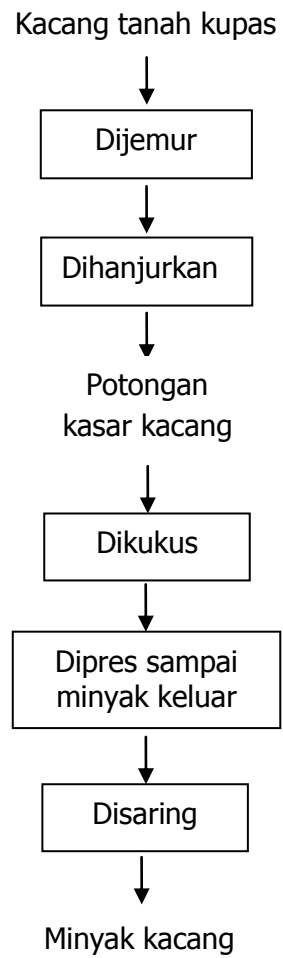 Kacang tanah kupas
Dijemur
Dihanjurkan
Potongan
kasar kacang
Dikukus
Dipres sampai
minyak keluar
Disaring
Minyak kacang